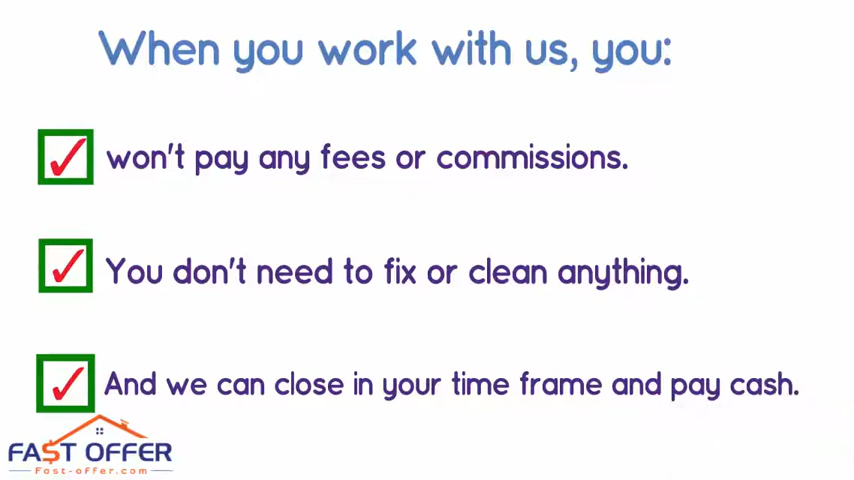 When you work with us, you:
won't pay any fees or commissions.
You don't need to fix or clean anything.
And we can close in your time frame and pay cash.
FA$T OFFER
Fast-offer.com